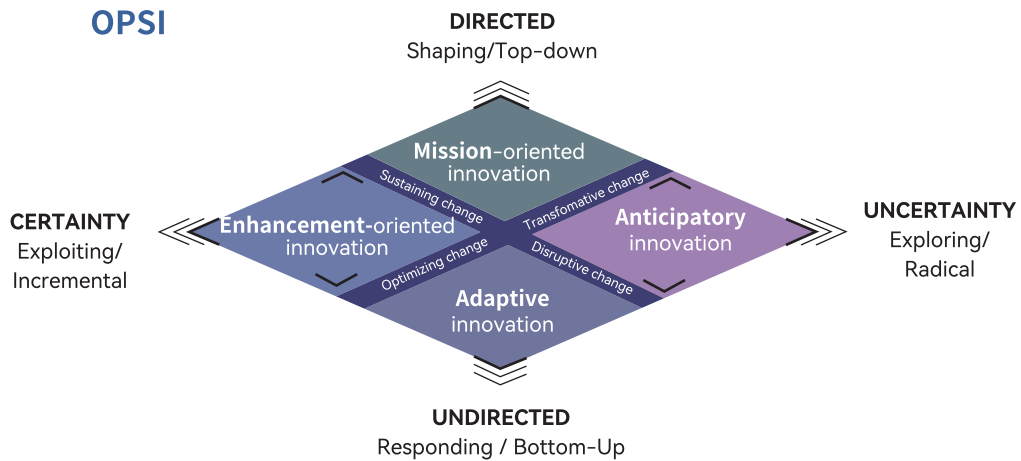 OPSI
DIRECTED
Shaping/Top-down
Mission-oriented
innovation
Sustaining change
Transfomative change
CERTAINTY
Exploiting/
Incremental
Enhancement-oriented
innovation
Anticipatory
innovation
UNCERTAINTY
Exploring/
Radical
Optimizing change
Disruptive change
Adaptive
innovation
UNDIRECTED
Responding / Bottom-Up